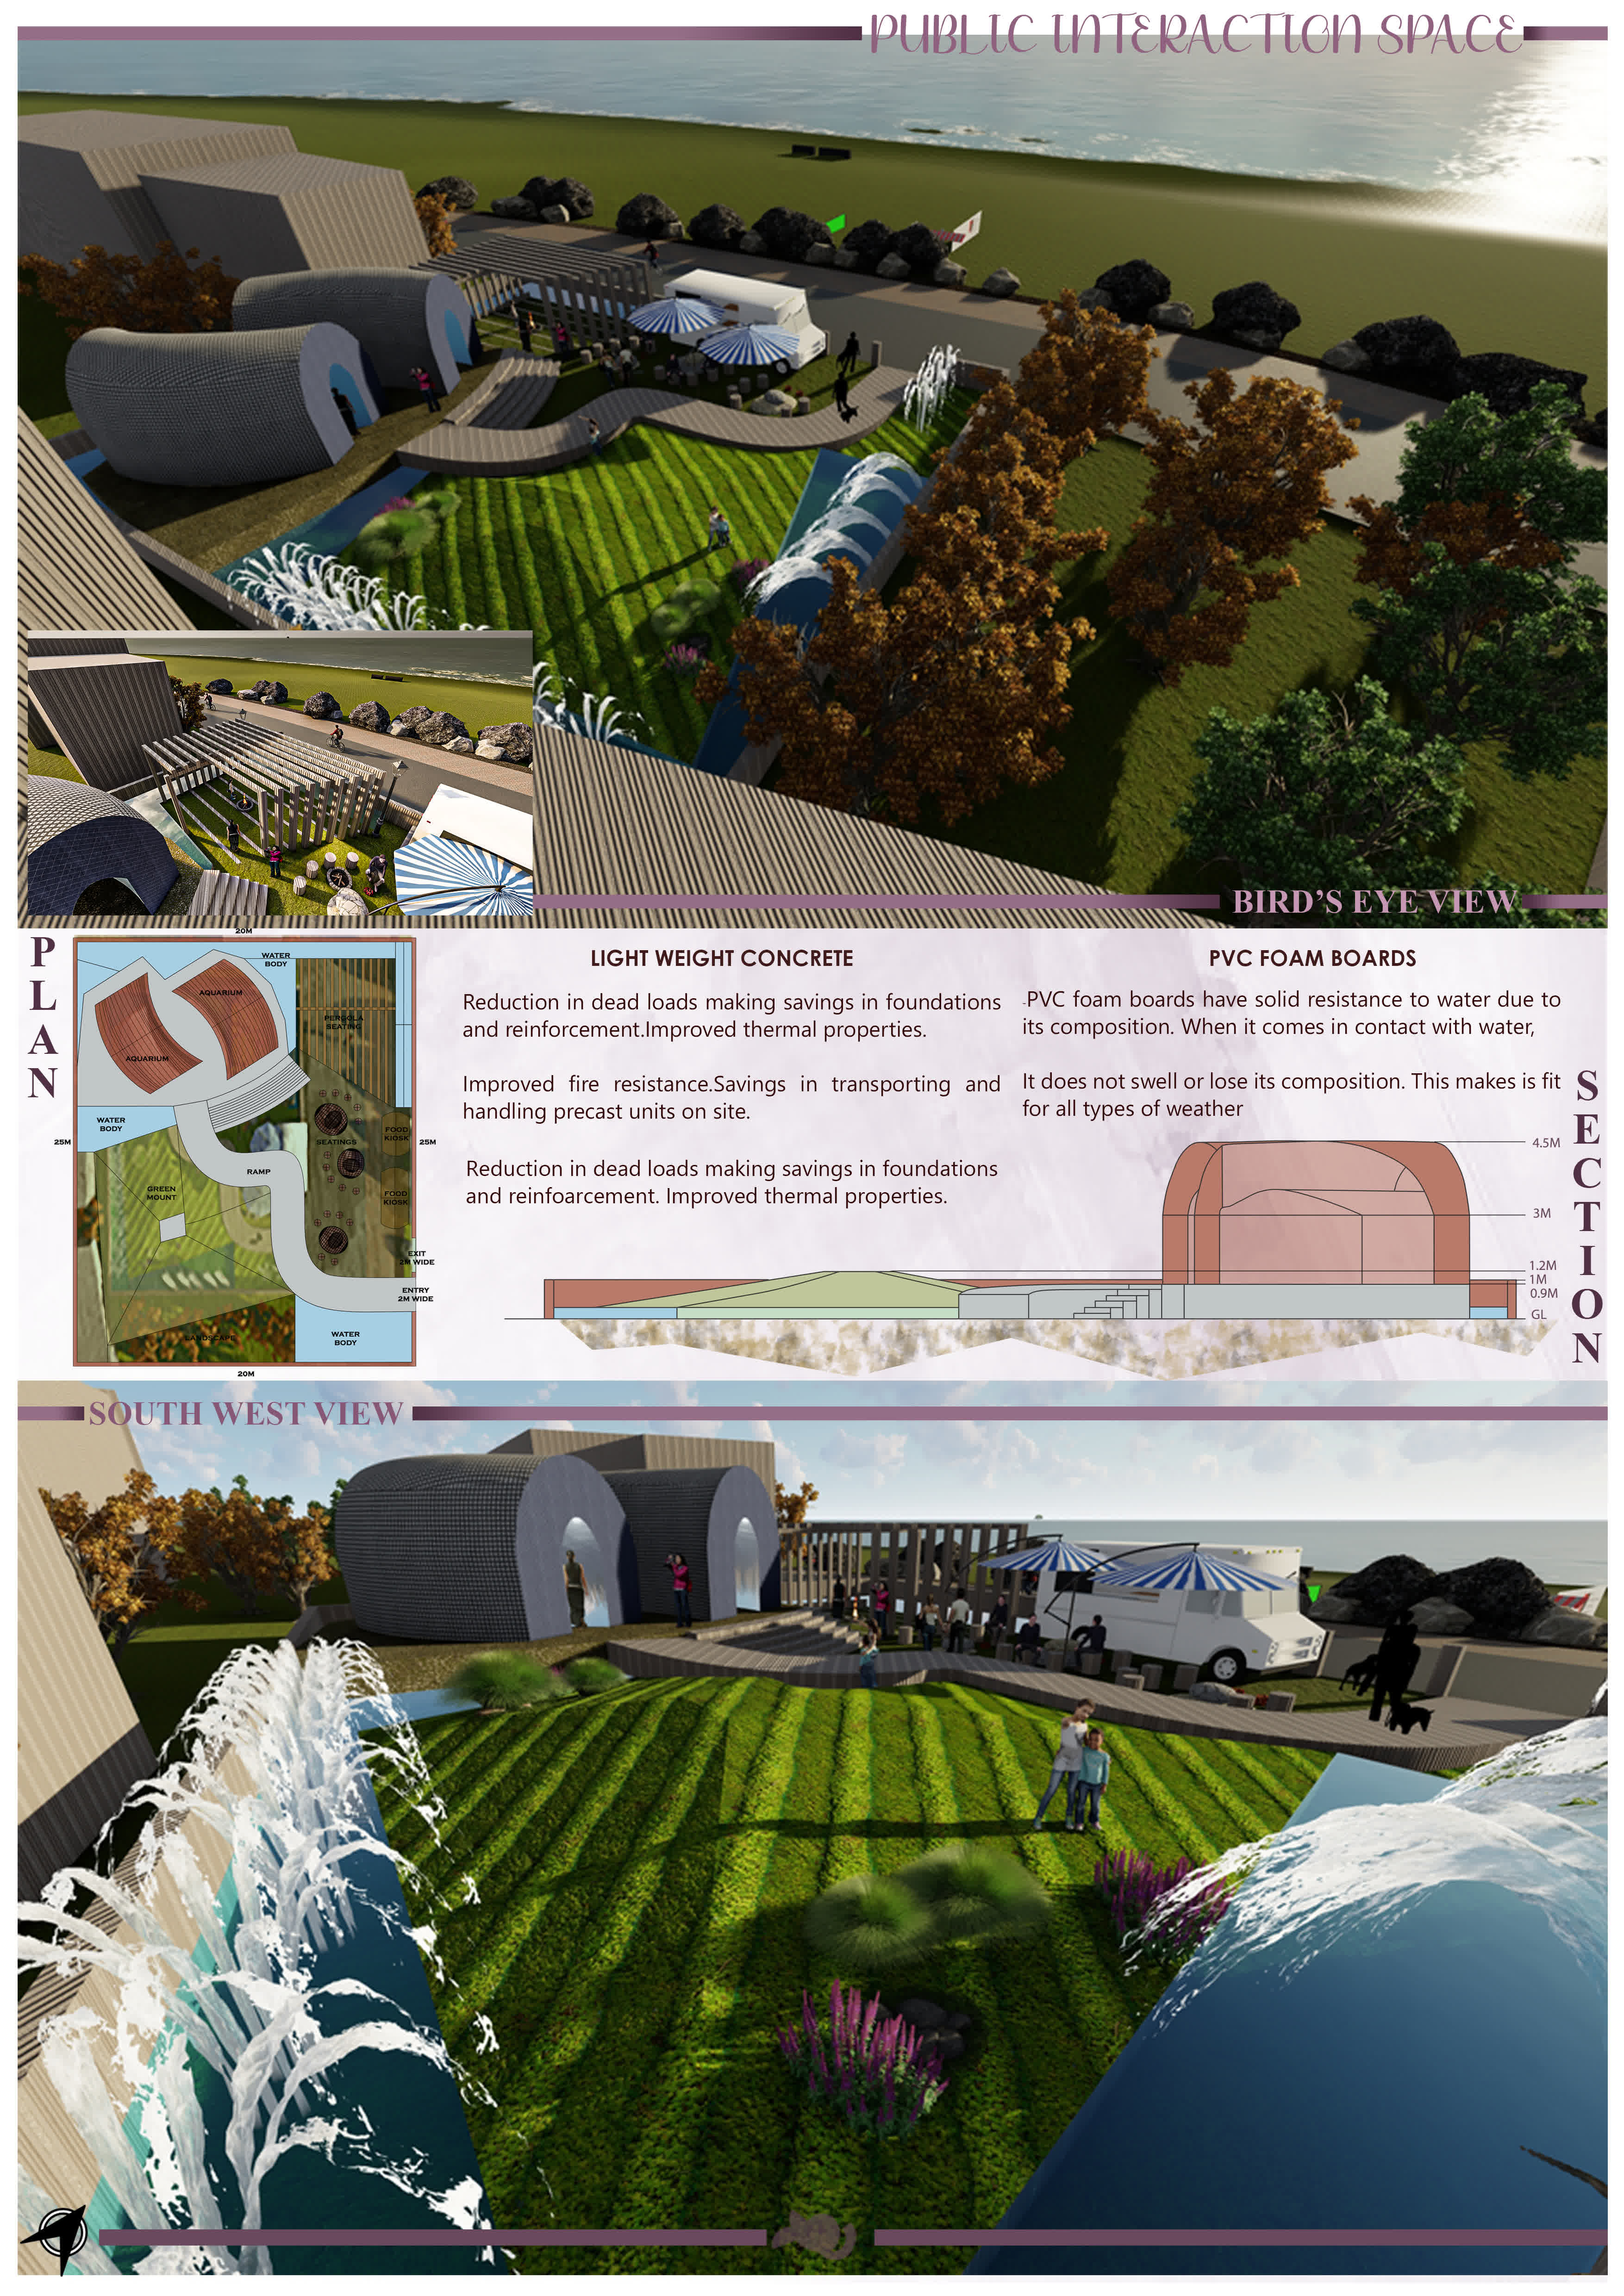 PUBLIC INTERACTION SPACE
BIRD'S EYE VIEW
PLAN
20M
WATER
BODY
AQUARIUM
PERGOLA
SEATING
AQUARIUM
WATER
BODY
25M
25M
FOOD
KIOSK
SEATINGS
RAMP
GREEN
MOUNT
FOOD
KIOSK
EXIT
2M WIDE
ENTRY
2M WIDE
LANDSCAPE
WATER
BODY
20M
LIGHT WEIGHT CONCRETE
Reduction in dead loads making savings in foundations
and reinforcement.Improved thermal properties.
Improved fire resistance.Savings in transporting and
handling precast units on site.
Reduction in dead loads making savings in foundations
and reinfoarcement. Improved thermal properties.
PVC FOAM BOARDS
-PVC foam boards have solid resistance to water due to
its composition. When it comes in contact with water,
It does not swell or lose its composition. This makes is fit
for all types of weather
SECTION
4.5M
3M
1.2M
1M
0.9M
GL
SOUTH WEST VIEW